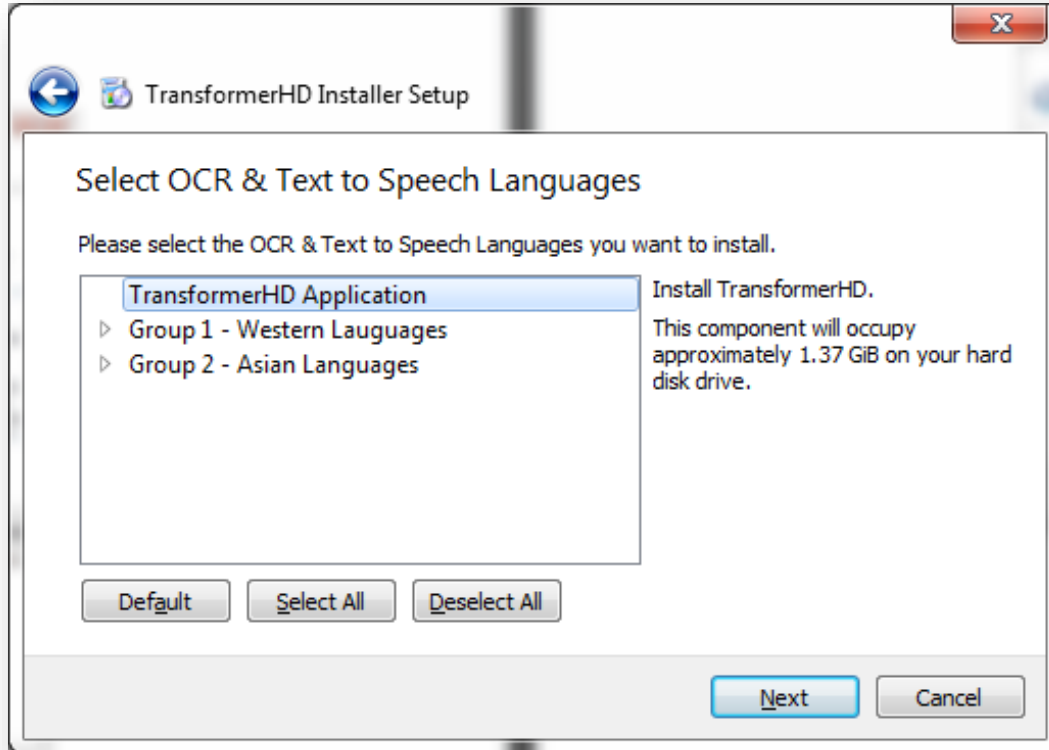 TransformerHD Installer Setup
Select OCR & Text to Speech Languages
Please select the OCR & Text to Speech Languages you want to install.
TransformerHD Application
Group 1 - Western Lauguages
Group 2 - Asian Languages
Install TransformerHD.
This component will occupy
approximately 1.37 GiB on your hard
disk drive.
Default
Select All
Deselect All
Next
Cancel